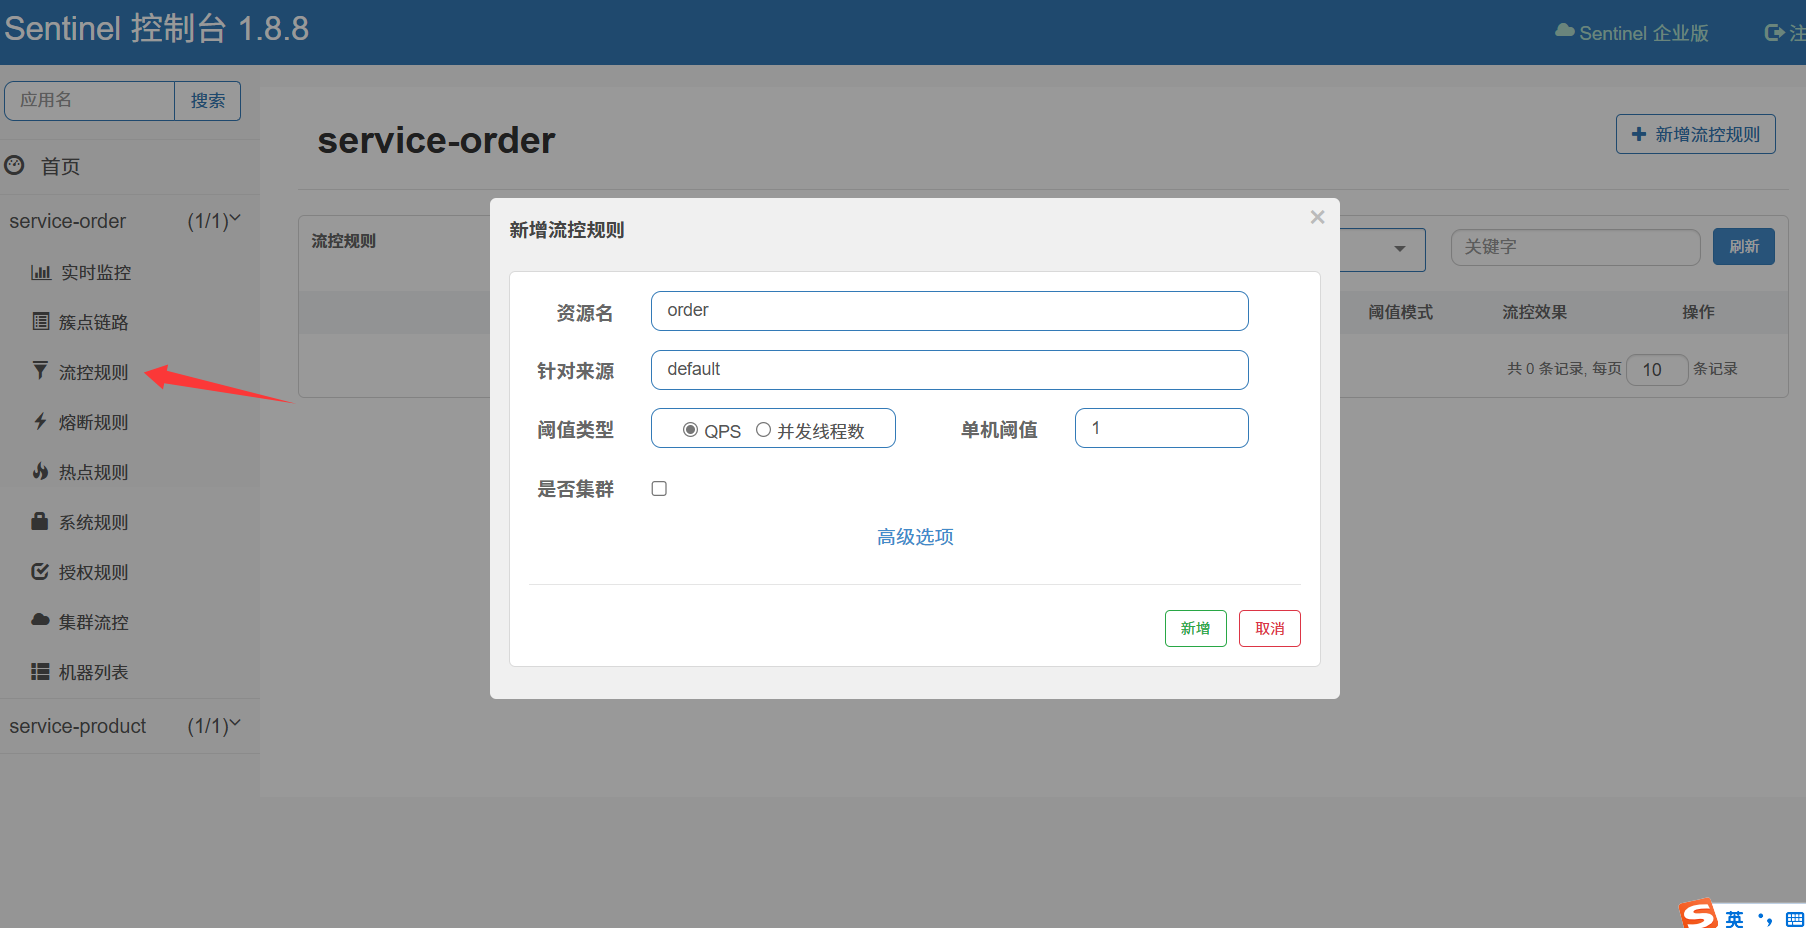 Sentinel 控制台 1.8.8
Sentinel 企业版
注
应用名
搜索
首页
service-order (1/1)
实时监控
簇点链路
流控规则
熔断规则
热点规则
系统规则
授权规则
集群流控
机器列表
service-product (1/1)
service-order
新增流控规则
流控规则
关键字
刷新
阈值模式
流控效果
操作
共 0 条记录, 每页 10 条记录
新增流控规则
资源名 order
针对来源 default
阈值类型 QPS 并发线程数 单机阈值 1
是否集群
高级选项
新增
取消
S 英